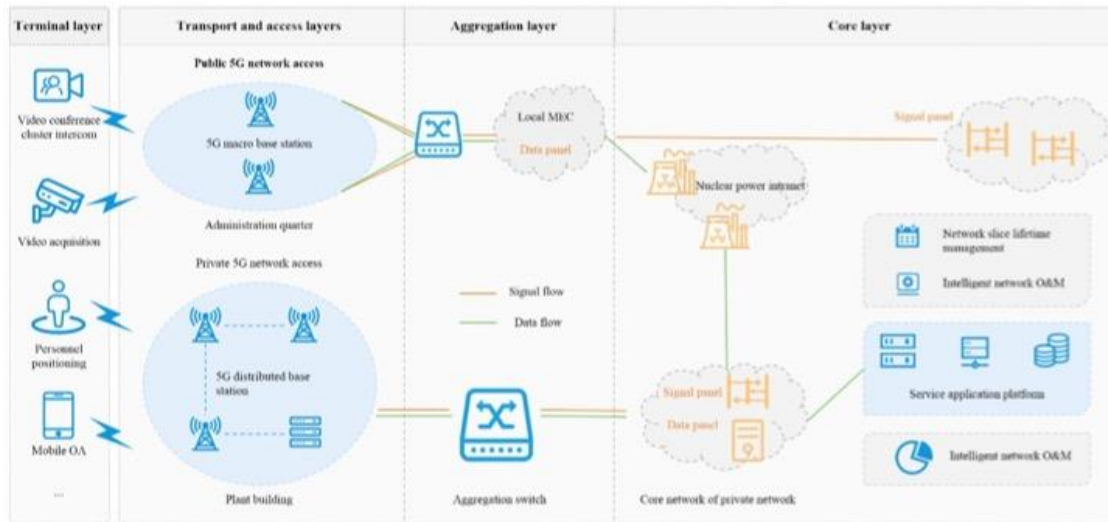 Terminal layer
Transport and access layers
Aggregation layer
Core layer
Public 5G network access
Video conference
cluster intercom
5G macro base station
Local MEC
Data panel
Signal panel
Nuclear power intranet
Video acquisition
Administration quarter
Network slice lifetime
management
Private 5G network access
Intelligent network O&M
Signal flow
Data flow
Personnel
positioning
5G distributed base
station
Signal panel
Data panel
Service application platform
Mobile OA
Intelligent network O&M
...
Plant building
Aggregation switch
Core network of private network